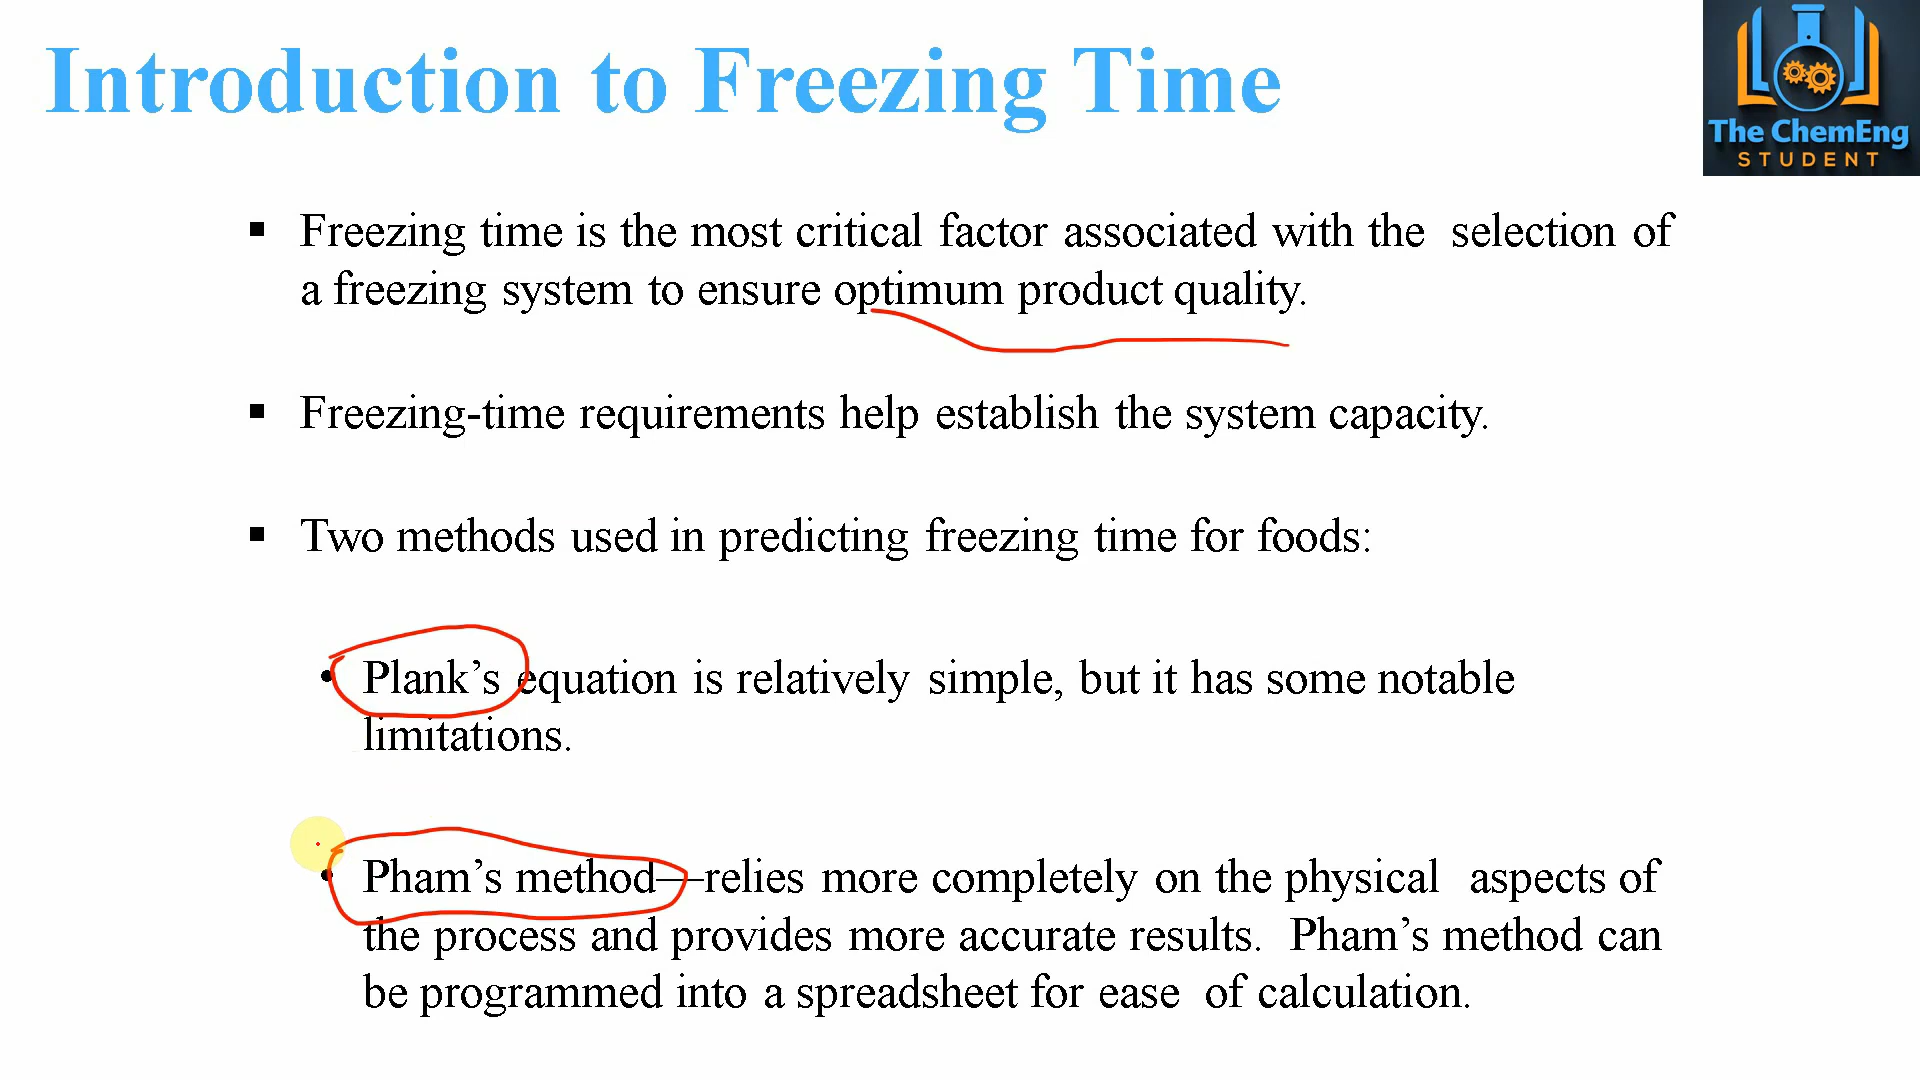 Introduction to Freezing Time
The ChemEng
STUDENT
▪ Freezing time is the most critical factor associated with the selection of
a freezing system to ensure optimum product quality.
▪ Freezing-time requirements help establish the system capacity.
▪ Two methods used in predicting freezing time for foods:
• Plank’s equation is relatively simple, but it has some notable
limitations.
• Pham’s method—relies more completely on the physical aspects of
the process and provides more accurate results. Pham’s method can
be programmed into a spreadsheet for ease of calculation.